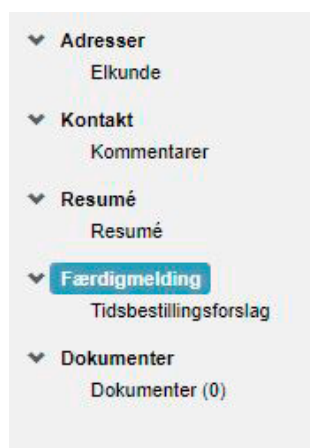 Adresser
Elkunde
Kontakt
Kommentarer
Resumé
Resumé
Færdigmelding
Tidsbestillingsforslag
Dokumenter
Dokumenter (0)